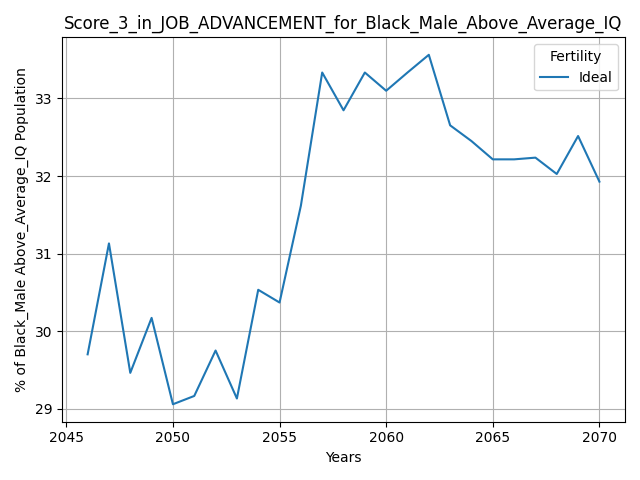 Score_3_in_JOB_ADVANCEMENT_for_Black_Male_Above_Average_IQ
Fertility
Ideal
% of Black_Male Above_Average_IQ Population
33
32
31
30
29
2045
2050
2055
2060
2065
2070
Years